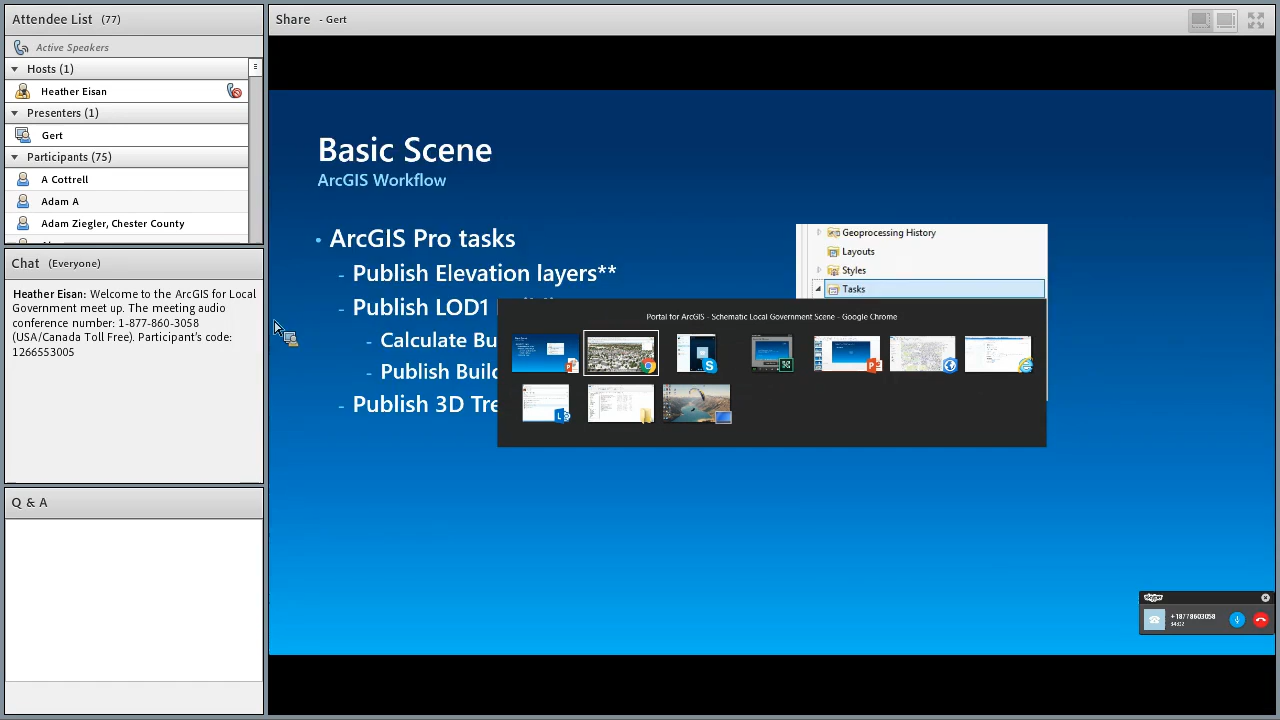 Attendee List (77)
Active Speakers
Hosts (1)
Heather Eisan
Presenters (1)
Gert
Participants (75)
A Cottrell
Adam A
Adam Ziegler, Chester County
Chat (Everyone)
Heather Eisan: Welcome to the ArcGIS for Local
Government meet up. The meeting audio
conference number: 1-877-860-3058
(USA/Canada Toll Free). Participant's code:
1266553005
Q & A
Share - Gert
Basic Scene
ArcGIS Workflow
• ArcGIS Pro tasks
- Publish Elevation layers**
- Publish LOD1
- Calculate Bu
- Publish Builc
- Publish 3D Tre
Geoprocessing History
Layouts
Styles
Tasks
Portal for ArcGIS - Schematic Local Government Scene - Google Chrome
skype
+18778603058